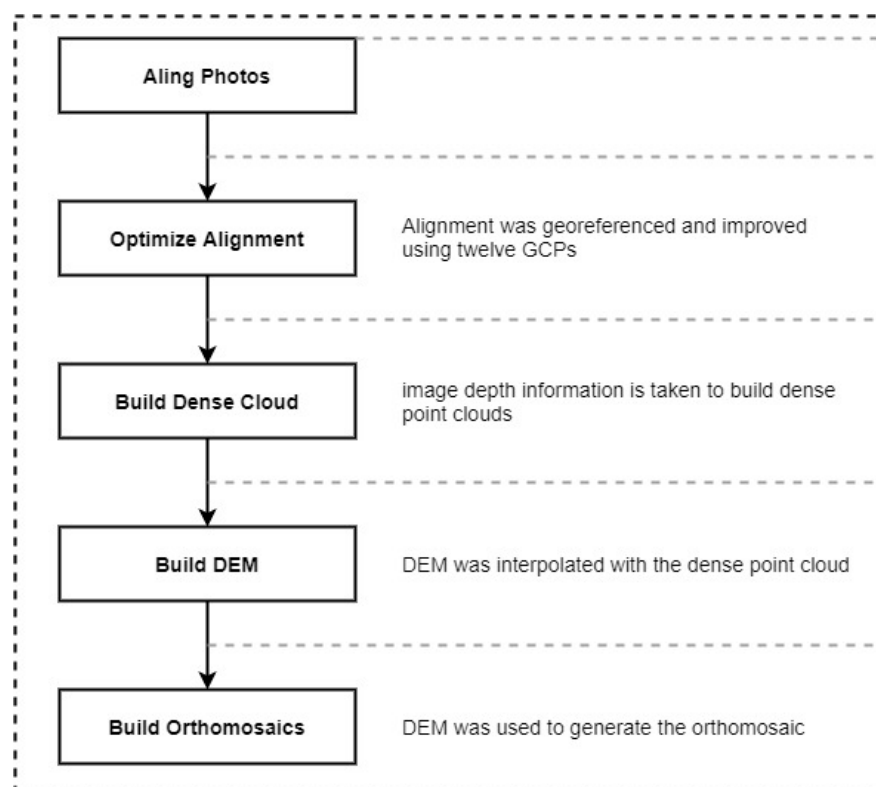 Aling Photos
Optimize Alignment
Alignment was georeferenced and improved
using twelve GCPs
Build Dense Cloud
image depth information is taken to build dense
point clouds
Build DEM
DEM was interpolated with the dense point cloud
Build Orthomosaics
DEM was used to generate the orthomosaic